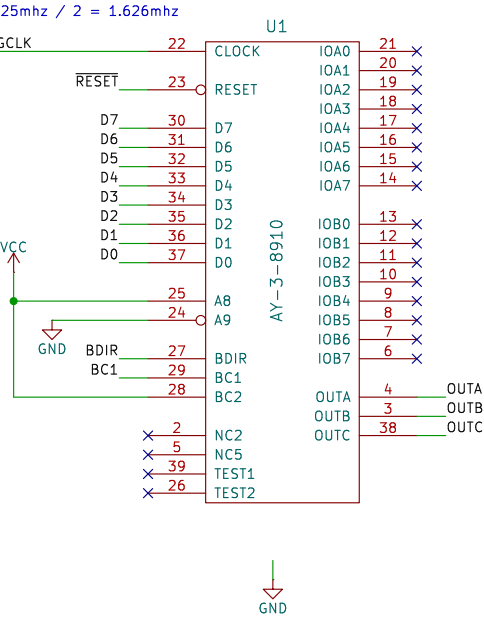 25mhz / 2 = 1.626mhz
U1
GCLK 22 CLOCK IOA0 21
IOA1 20
RESET 23 RESET IOA2 19
IOA3 18
D7 30 D7 IOA4 17
D6 31 D6 IOA5 16
D5 32 D5 IOA6 15
D4 33 D4 IOA7 14
D3 34 D3
D2 35 D2 IOB0 13
D1 36 D1 IOB1 12
D0 37 D0 IOB2 11
VCC
IOB3 10
25 A8 IOB4 9
24 A9 IOB5 8
GND
IOB6 7
BDIR 27 BDIR IOB7 6
BC1 29 BC1
28 BC2 OUTA 4 OUTA
OUTB 3 OUTB
2 NC2 OUTC 38 OUTC
5 NC5
39 TEST1
26 TEST2
AY-3-8910
GND